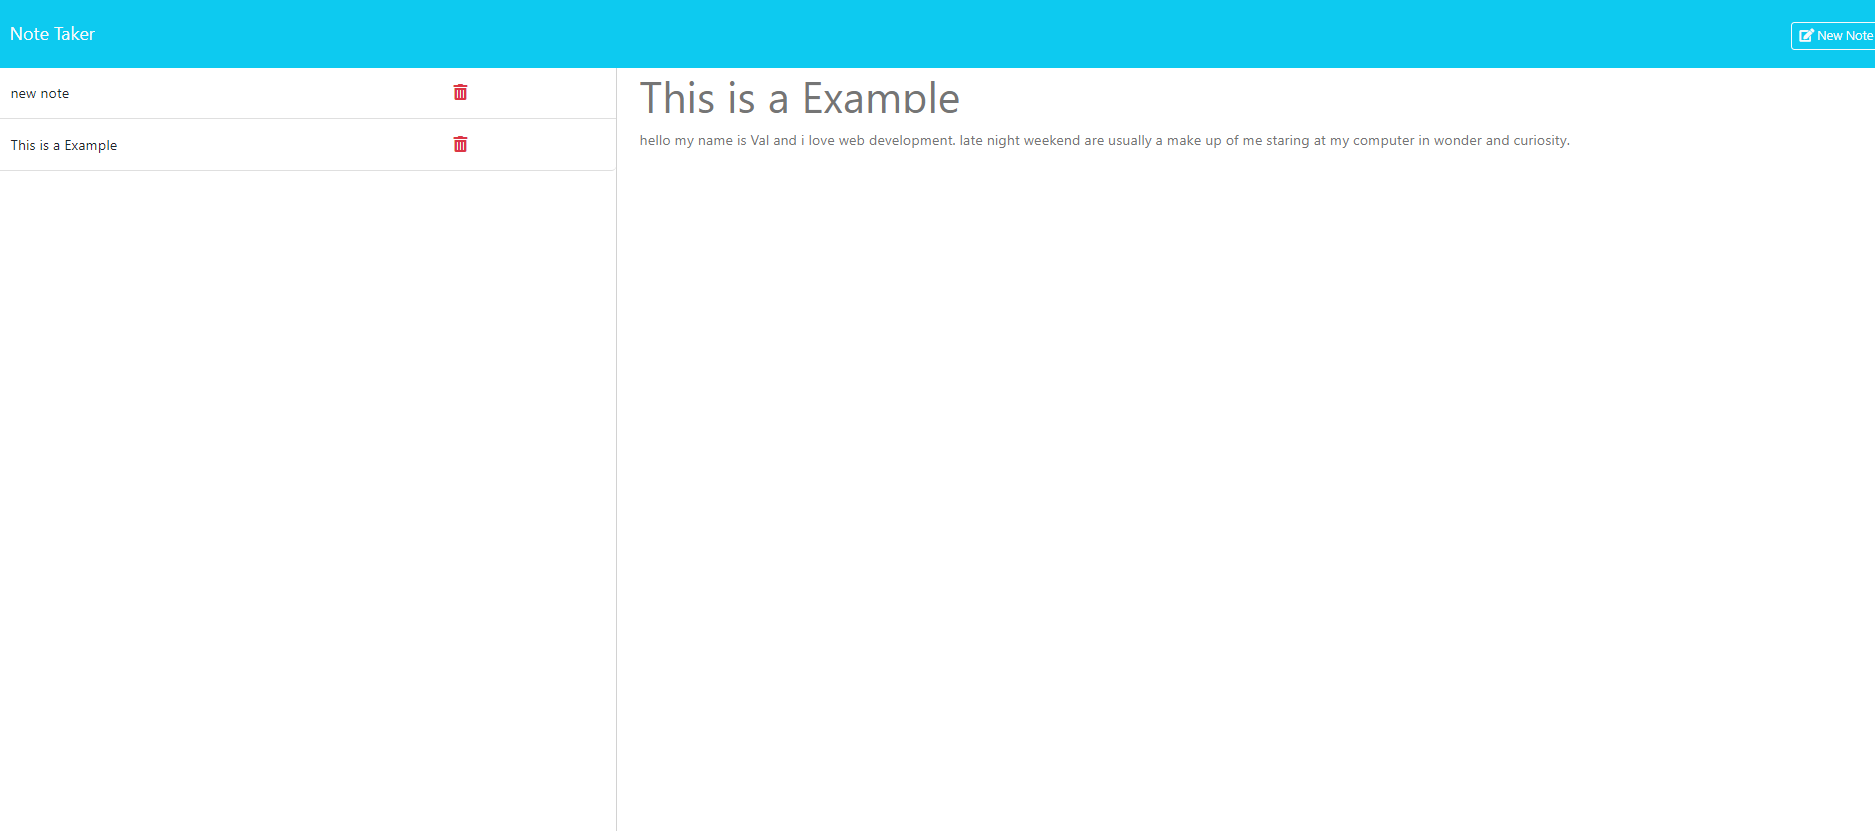 Note Taker
New Note
new note
This is a Example
This is a Example
hello my name is Val and i love web development. late night weekend are usually a make up of me staring at my computer in wonder and curiosity.